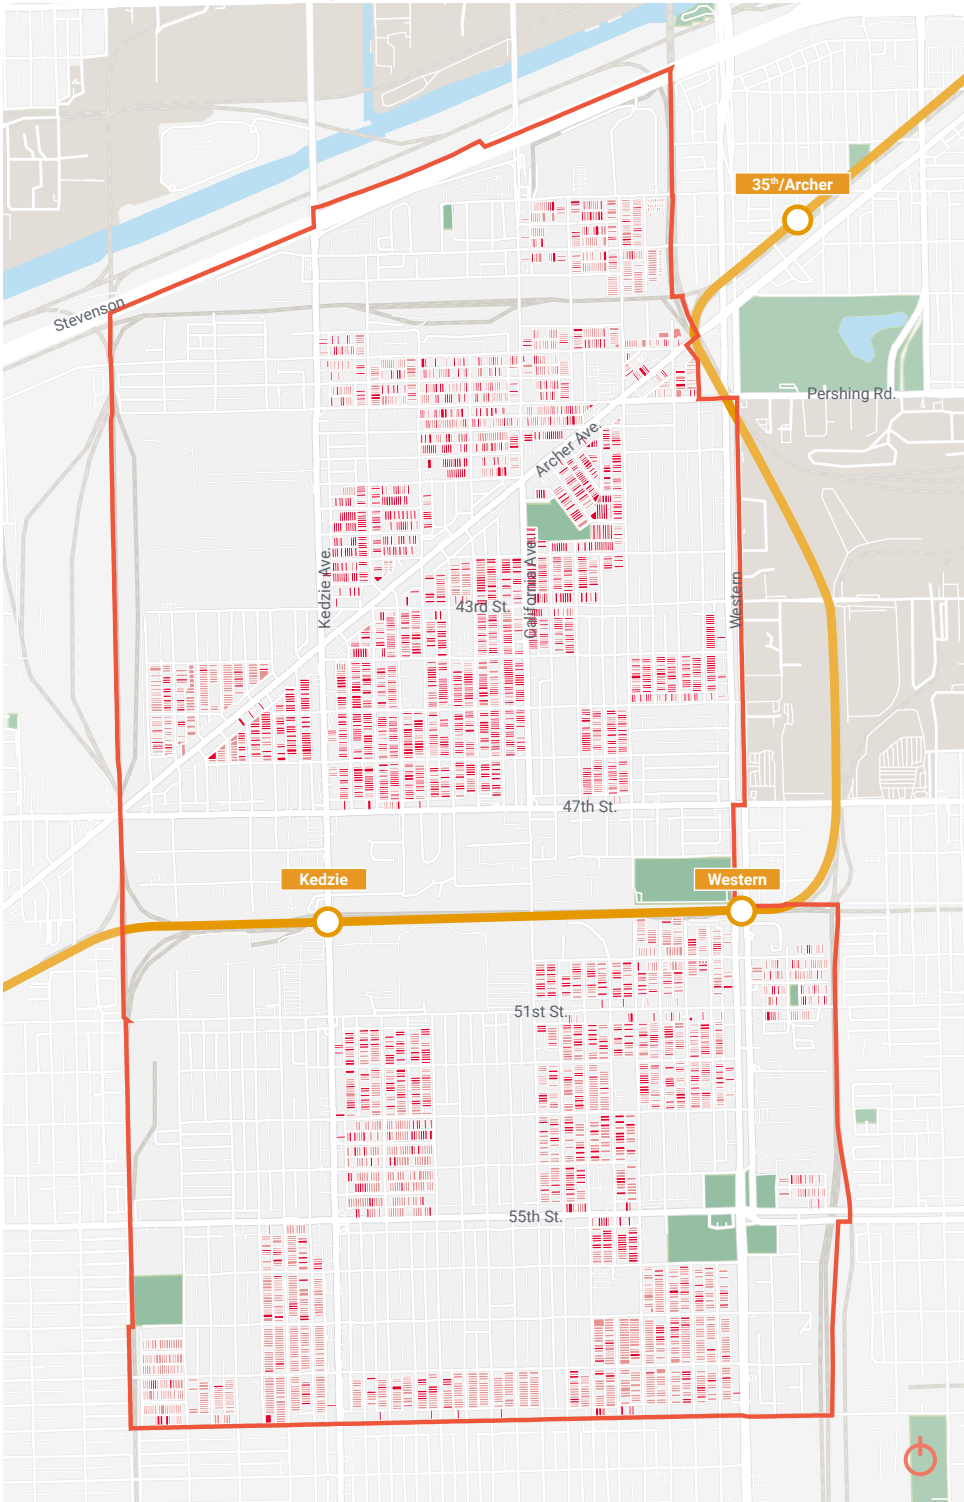 35th/Archer
Stevenson
Pershing Rd.
Archer Ave.
Kedzie Ave.
California Ave.
43rd St.
Western
47th St.
Kedzie
Western
51st St.
55th St.